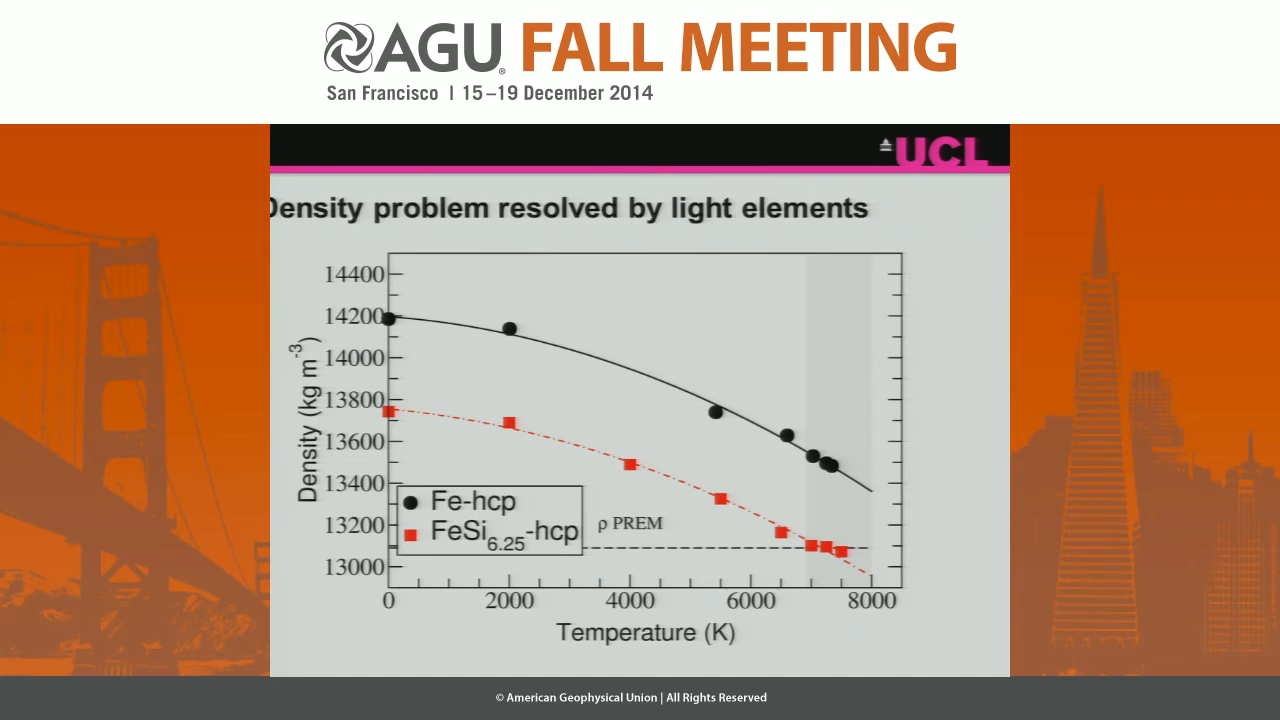 AGU® FALL MEETING
San Francisco | 15–19 December 2014
UCL
Density problem resolved by light elements
14400
14200
14000
13800
13600
13400
13200
13000
Density (kg m-3)
Fe-hcp
FeSi6.25-hcp
ρ PREM
0 2000 4000 6000 8000
Temperature (K)
© American Geophysical Union | All Rights Reserved